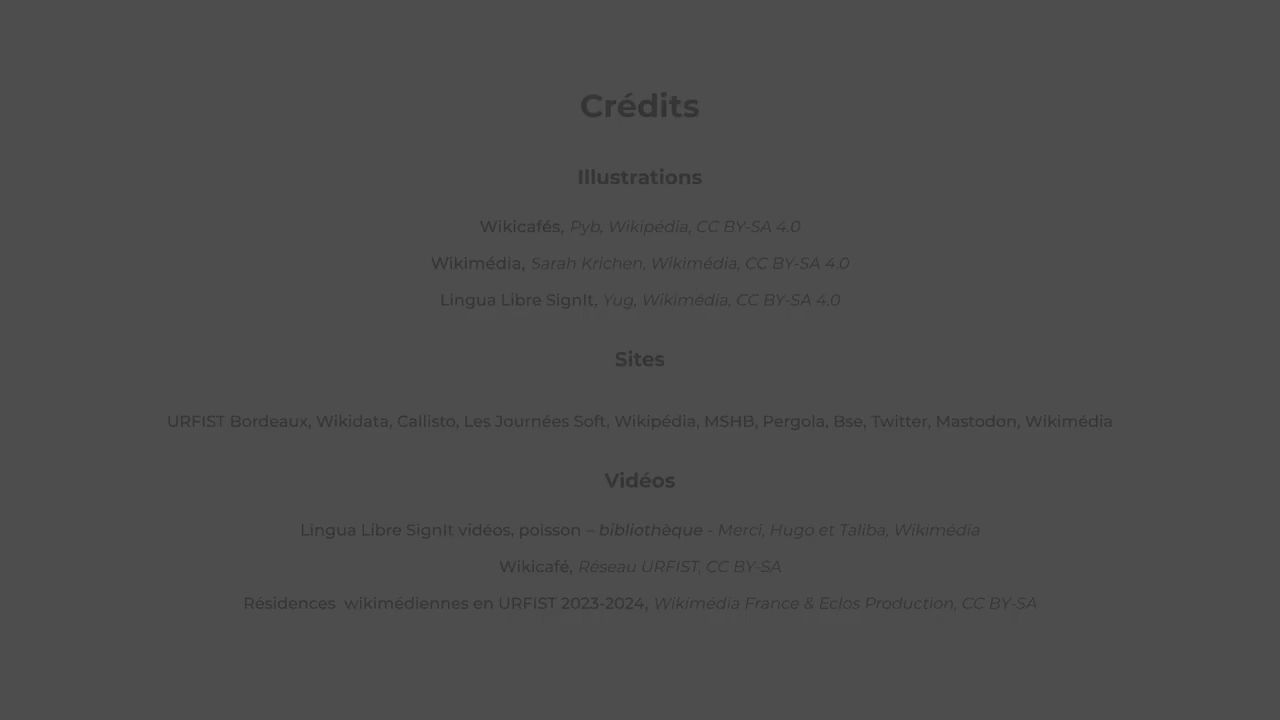 Crédits
Illustrations
Wikicafés, Pyb, Wikipédia, CC BY-SA 4.0
Wikimédia, Sarah Krichen, Wikimédia, CC BY-SA 4.0
Lingua Libre SignIt, Yug, Wikimédia, CC BY-SA 4.0
Sites
URFIST Bordeaux, Wikidata, Callisto, Les Journées Soft, Wikipédia, MSHB, Pergola, Bse, Twitter, Mastodon, Wikimédia
Vidéos
Lingua Libre SignIt vidéos, poisson – bibliothèque - Merci, Hugo et Taliba, Wikimédia
Wikicafé, Réseau URFIST, CC BY-SA
Résidences  wikimédiennes en URFIST 2023-2024, Wikimédia France & Eclos Production, CC BY-SA